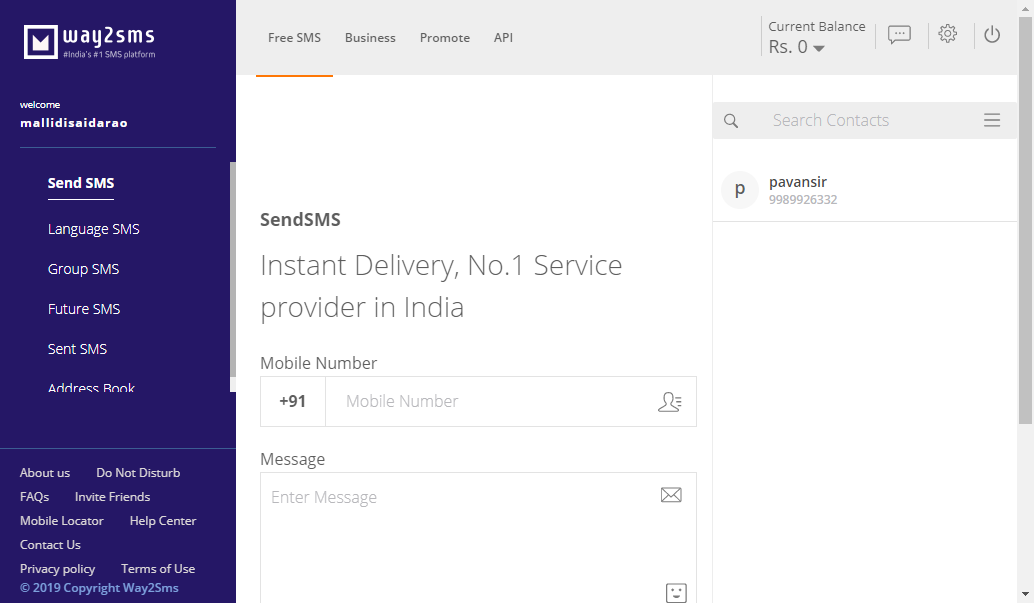 way2sms
#India's #1 SMS platform
welcome
mallidisaidarao
Send SMS
Language SMS
Group SMS
Future SMS
Sent SMS
Address Book
About us Do Not Disturb
FAQs Invite Friends
Mobile Locator Help Center
Contact Us
Privacy policy Terms of Use
© 2019 Copyright Way2Sms
Free SMS Business Promote API
Current Balance
Rs. 0
SendSMS
Instant Delivery, No.1 Service
provider in India
Mobile Number
+91 Mobile Number
Message
Enter Message
Search Contacts
p
pavansir
9989926332